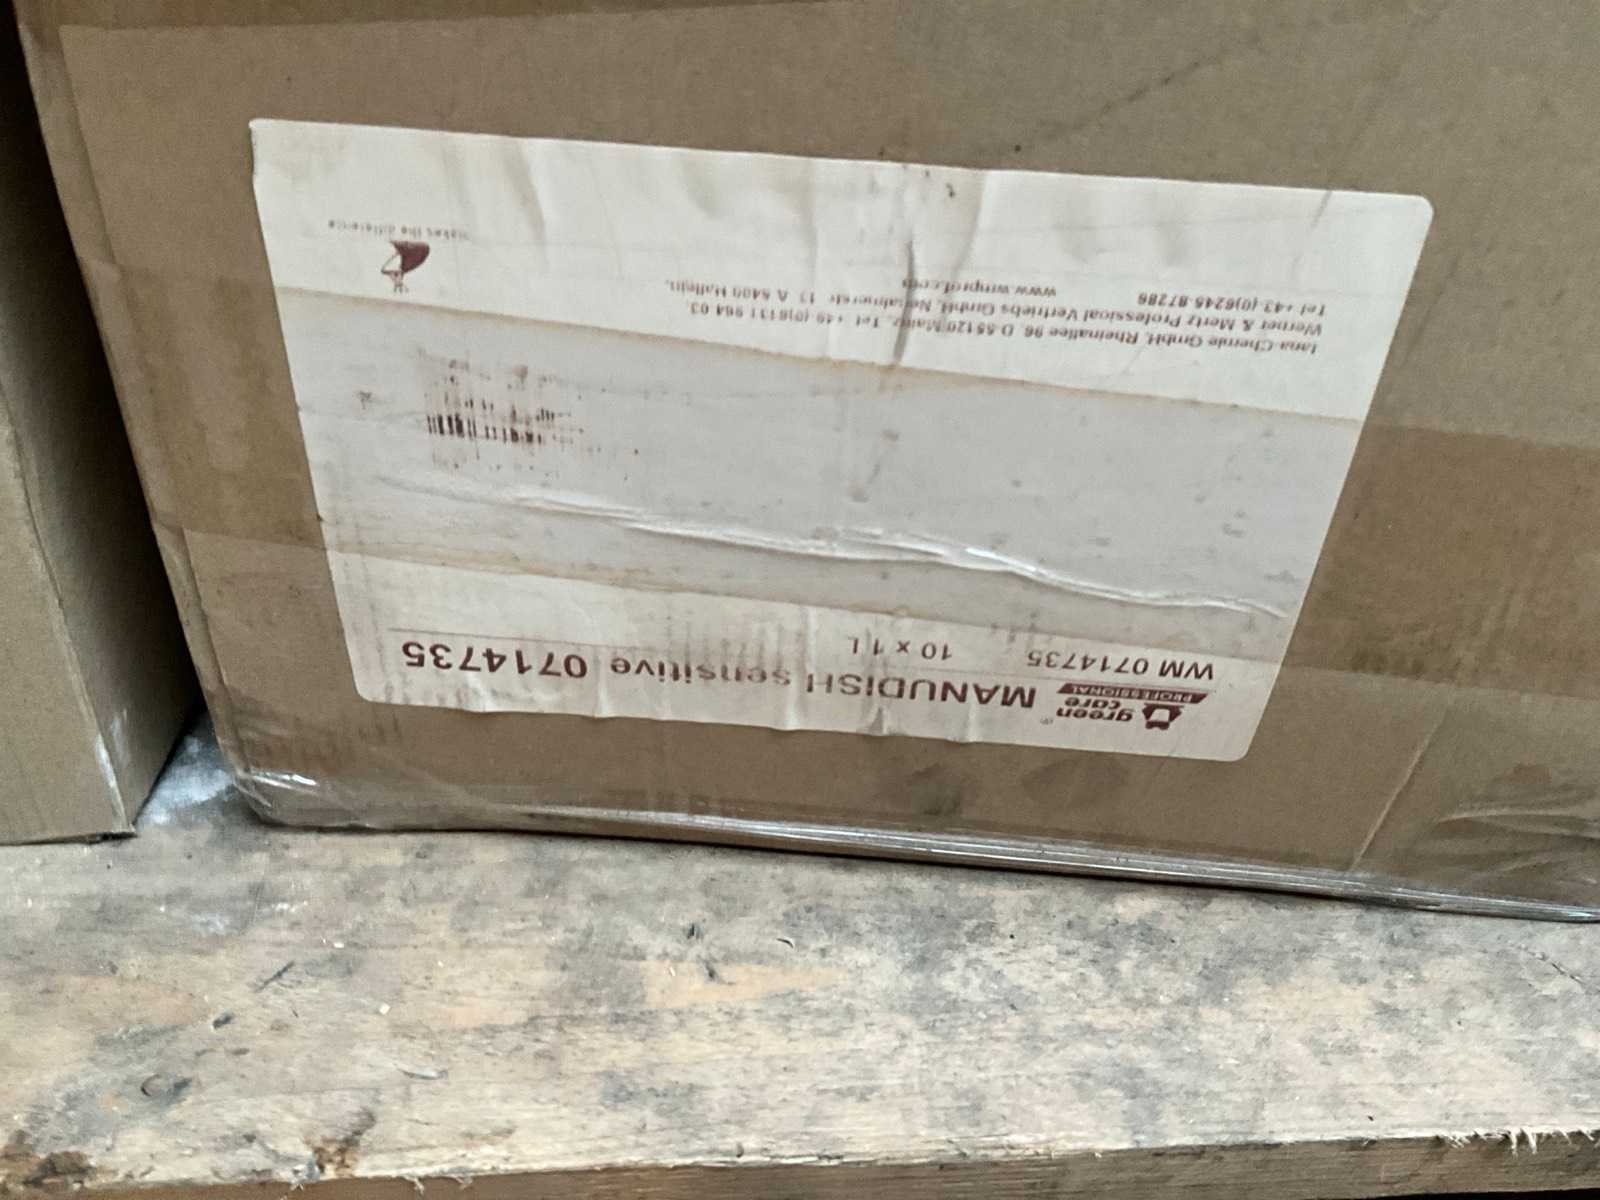 green
care
PROFESSIONAL
®
MANUDISH sensitive 0714735
WM 0714735 10 x 1 L
Tana-Chemie GmbH, Rheinallee 96, D-55120 Mainz, Tel. +49 (0)6131 964 03,
Werner & Mertz Professional Vertriebs GmbH, Neualmerstr. 13, A-5400 Hallein,
Tel +43-(0)6245-87286 www.wmprof.com
makes the difference